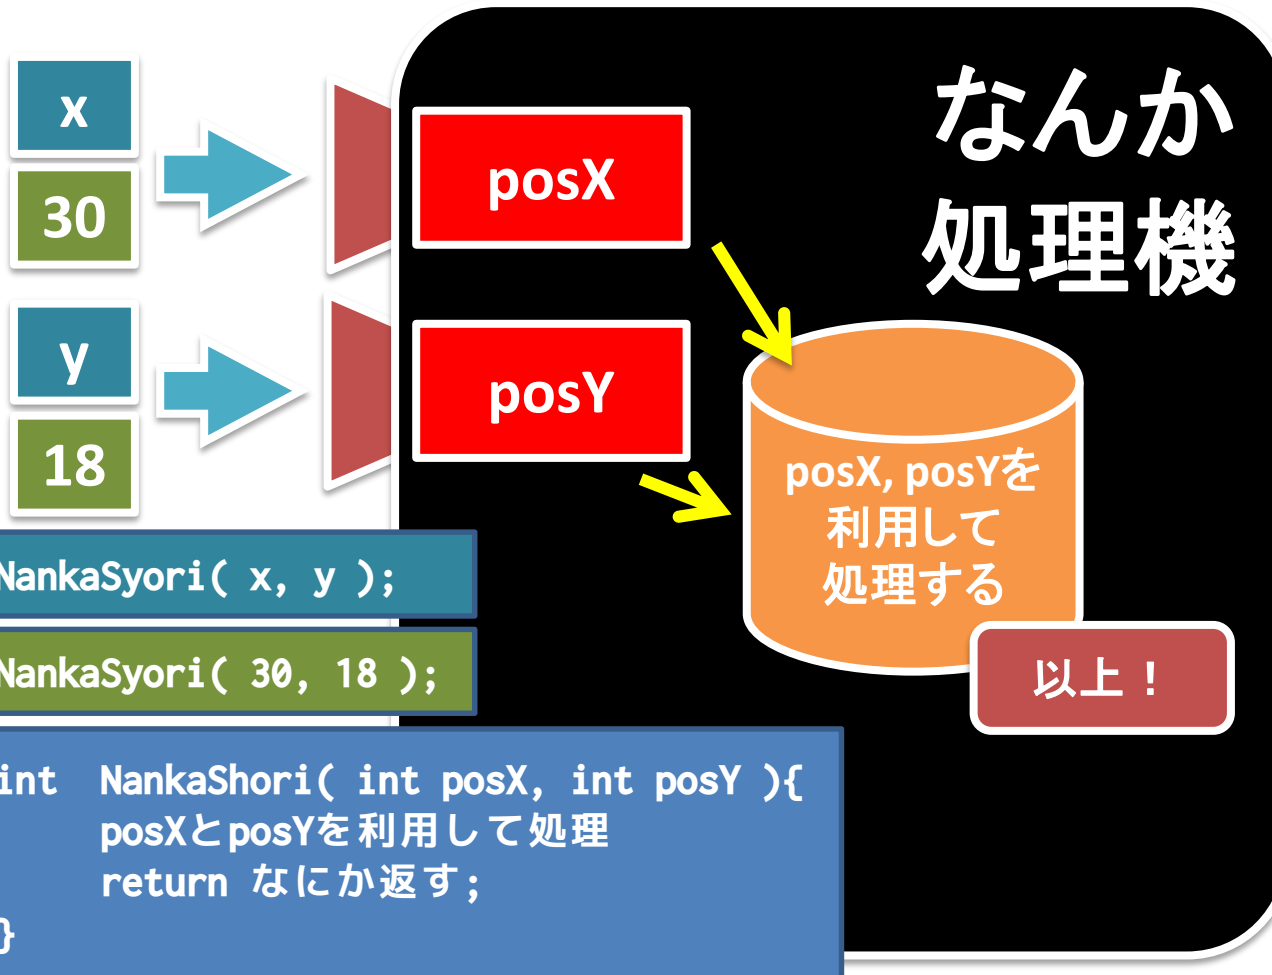 x
30
y
18
posX
posY
なんか
処理機
posX, posYを
利用して
処理する
以上！
NankaSyori( x, y );
NankaSyori( 30, 18 );
int NankaShori( int posX, int posY ){
posXとposYを利用して処理
return なにか返す;
}